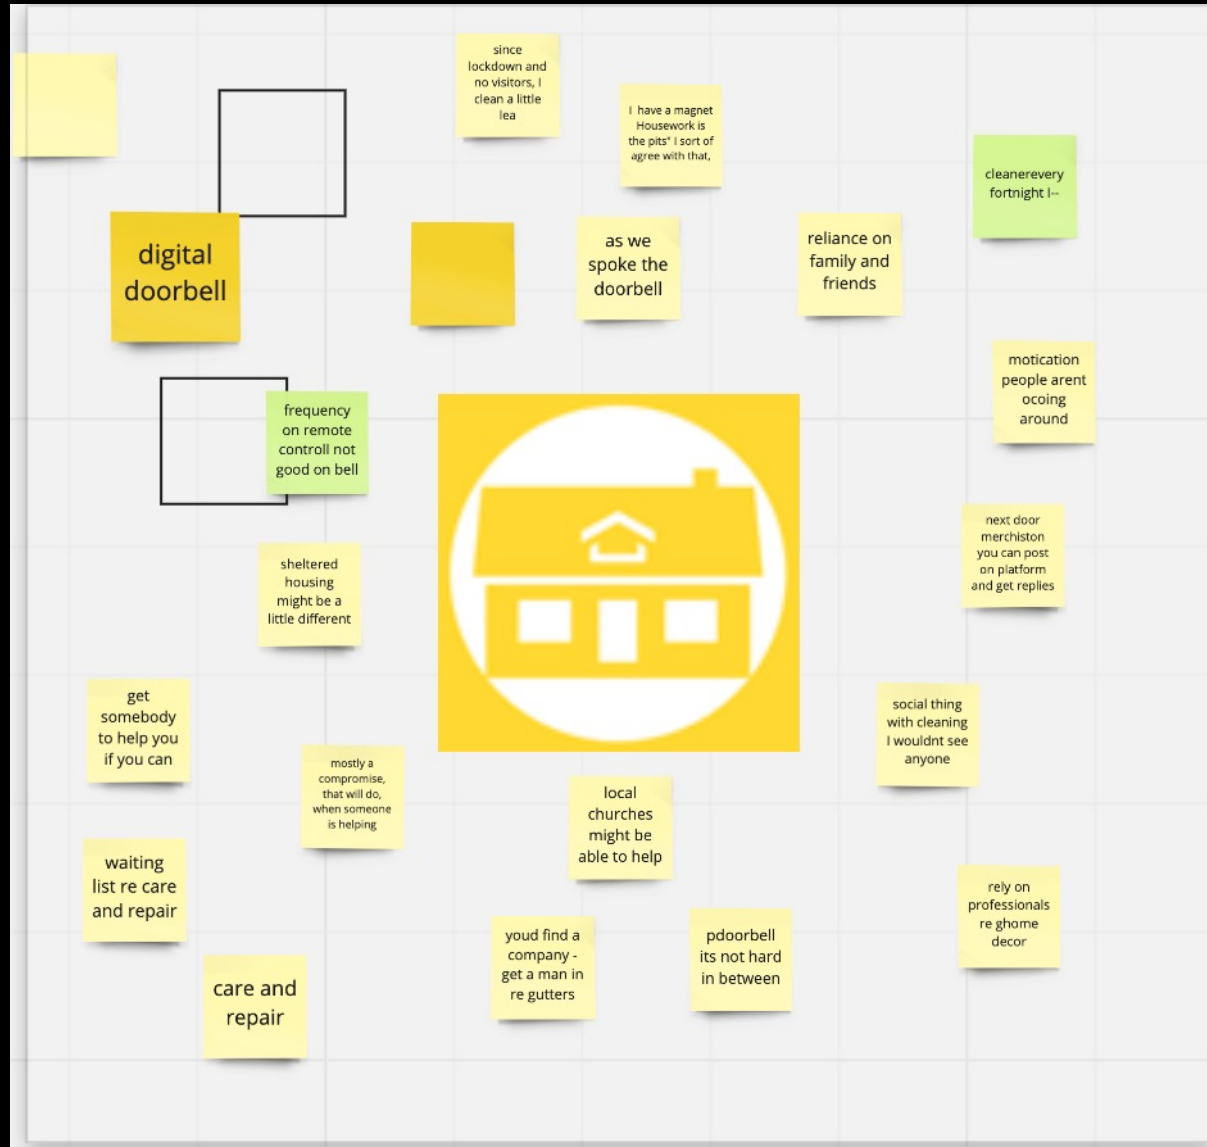 since
lockdown and
no visitors, I
clean a little
lea
I have a magnet
Housework is
the pits" I sort of
agree with that,
cleanerevery
fortnight I--
digital
doorbell
as we
spoke the
doorbell
reliance on
family and
friends
motication
people arent
ocoing
around
frequency
on remote
controll not
good on bell
next door
merchiston
you can post
on platform
and get replies
sheltered
housing
might be a
little different
get
somebody
to help you
if you can
social thing
with cleaning
I wouldnt see
anyone
mostly a
compromise,
that will do,
when someone
is helping
local
churches
might be
able to help
waiting
list re care
and repair
rely on
professionals
re ghome
decor
youd find a
company -
get a man in
re gutters
pdoorbell
its not hard
in between
care and
repair